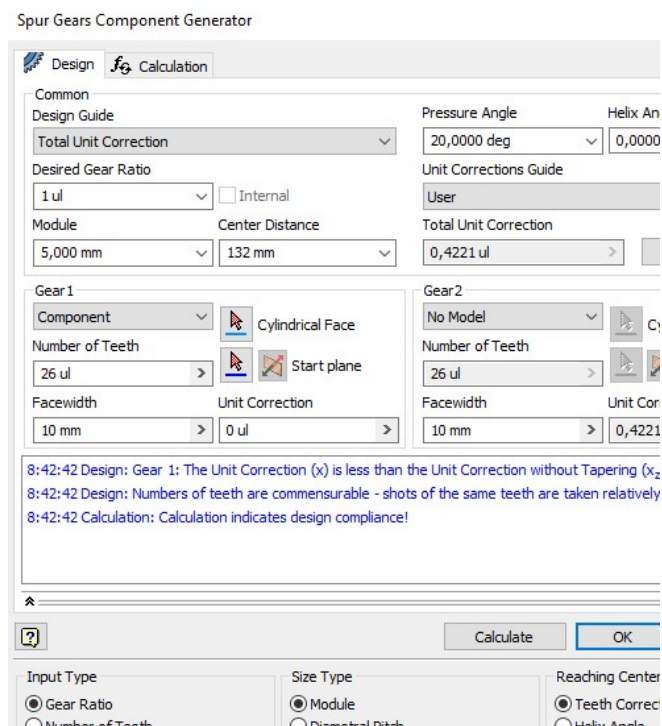 Spur Gears Component Generator
Design
Calculation
Common
Design Guide
Pressure Angle
Total Unit Correction
20,0000 deg
0,0000
Desired Gear Ratio
Unit Corrections Guide
1 ul
Internal
User
Module
Center Distance
Total Unit Correction
5,000 mm
132 mm
0,4221 ul
Gear1
Gear2
Component
Cylindrical Face
No Model
Number of Teeth
Number of Teeth
Start plane
26 ul
26 ul
Facewidth
Unit Correction
Facewidth
10 mm
0 ul
10 mm
0,4221
8:42:42 Design: Gear 1: The Unit Correction (x) is less than the Unit Correction without Tapering (xz
8:42:42 Design: Numbers of teeth are commensurable - shots of the same teeth are taken relatively
8:42:42 Calculation: Calculation indicates design compliance!
Calculate
OK
Input Type
Size Type
Reaching Center
Gear Ratio
Module
Number of Teeth
Diametral Pitch
Helix Angle